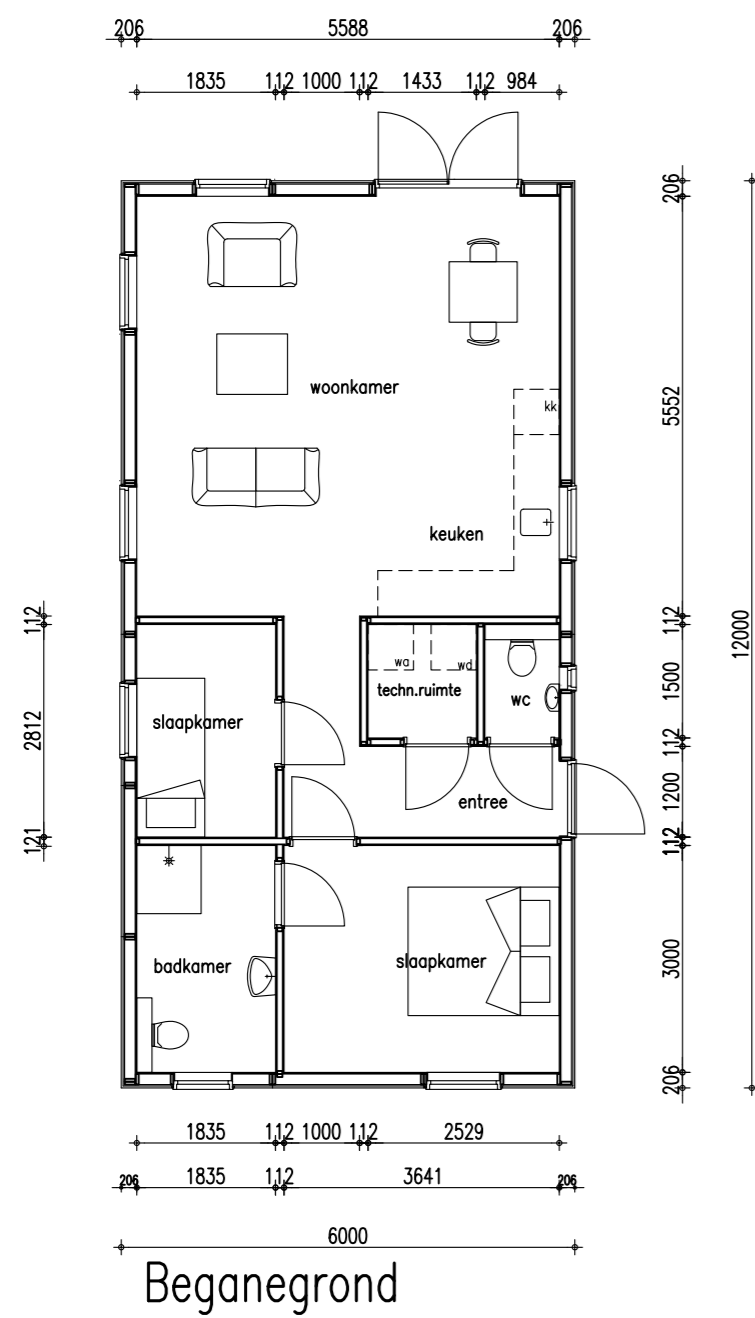 206 5588 206
1835 112 1000 112 1433 112 984
206
woonkamer
kk
5552
keuken
112 112
12000
wa wd
techn.ruimte
wc
1500
slaapkamer
2812
112
entree
1200
121 112
badkamer
slaapkamer
3000
206
1835 112 1000 112 2529
206 1835 112 3641 206
6000
Beganegrond